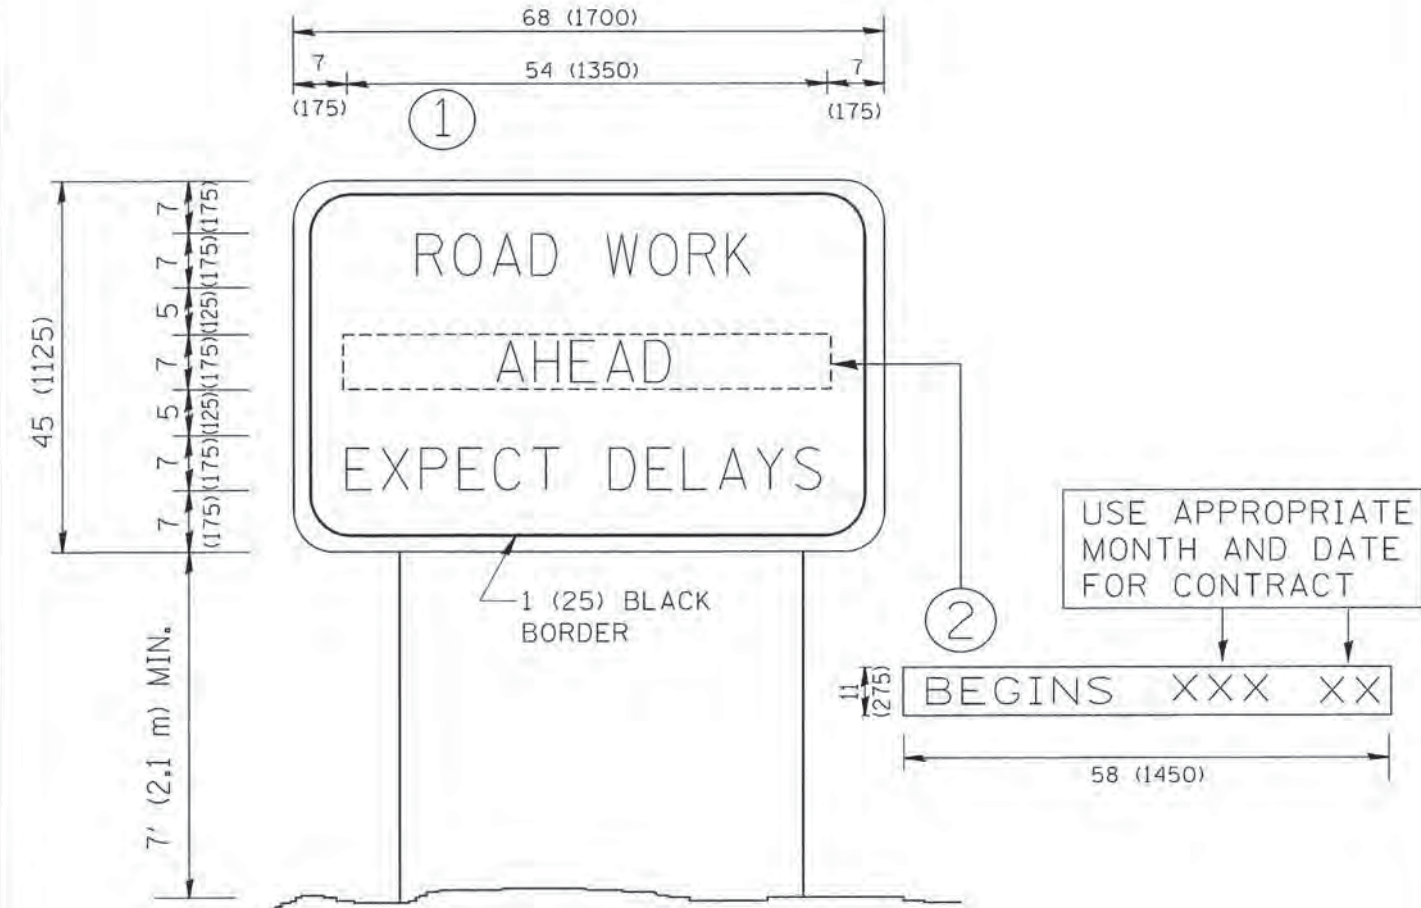 68 (1700)
7
54 (1350)
7
(175)
(175)
1
45 (1125)
7
(175)
7
(175)
5
(125)
7
(175)
5
(125)
7
(175)
7
(175)
ROAD WORK
AHEAD
EXPECT DELAYS
1 (25) BLACK
BORDER
7' (2.1 m) MIN.
USE APPROPRIATE
MONTH AND DATE
FOR CONTRACT
2
11
(275)
BEGINS XXX XX
58 (1450)